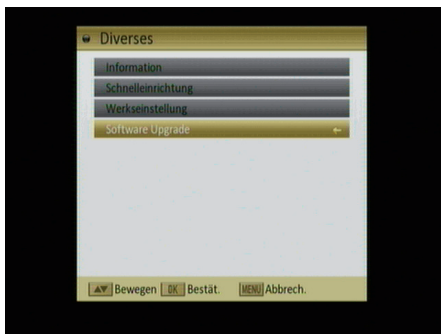 Diverses
Information
Schnelleinrichtung
Werkseinstellung
Software Upgrade
Bewegen OK Bestät. MENU Abbrech.